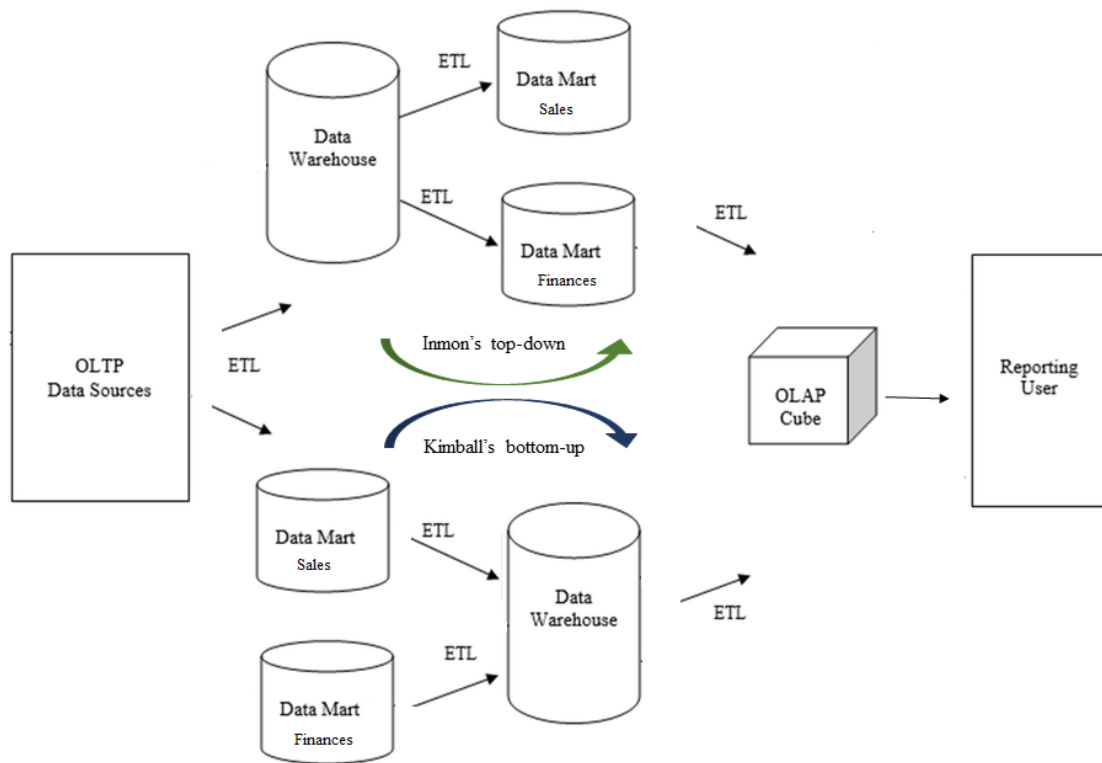 ETL
Data Mart
Sales
Data
Warehouse
ETL
ETL
Data Mart
Finances
OLTP
Data Sources
ETL
Inmon's top-down
Kimball's bottom-up
OLAP
Cube
Reporting
User
Data Mart
Sales
ETL
Data
Warehouse
ETL
ETL
Data Mart
Finances